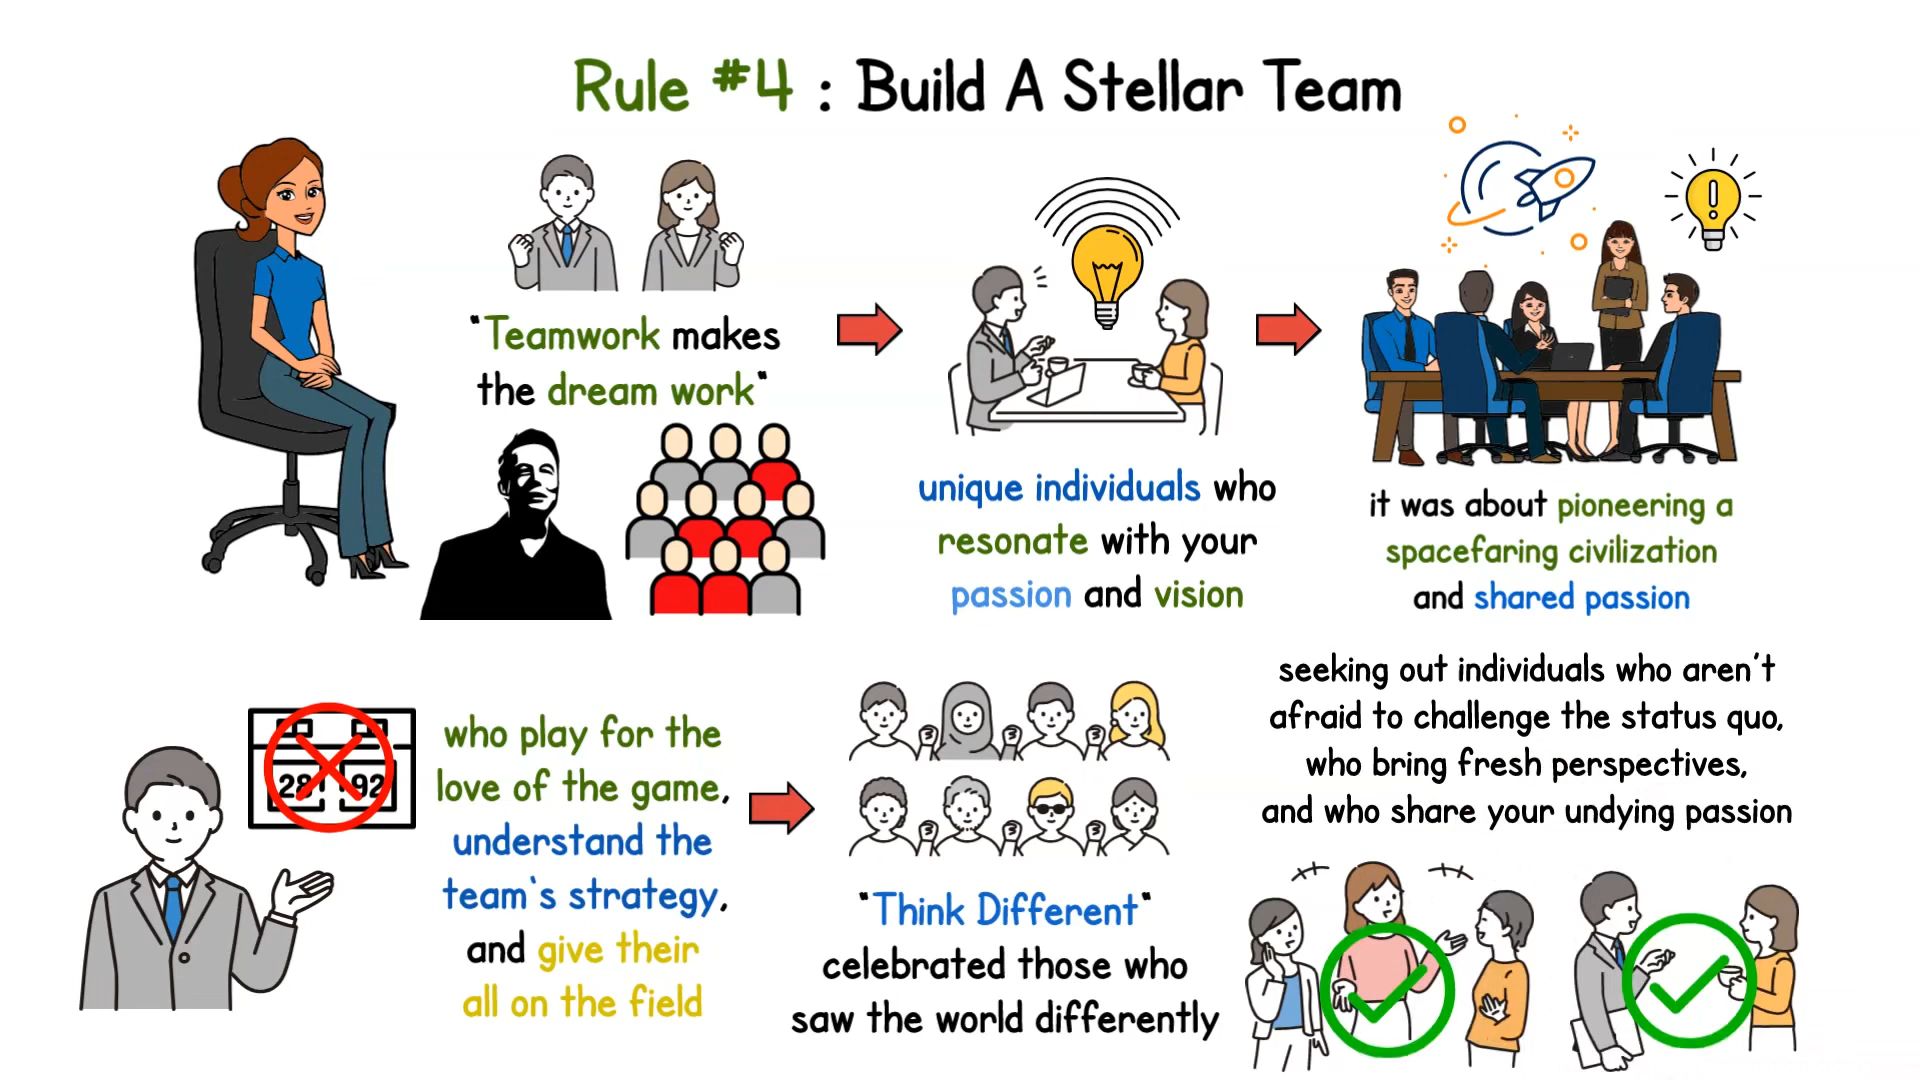 Rule #4 : Build A Stellar Team
"Teamwork makes
the dream work"
unique individuals who
resonate with your
passion and vision
it was about pioneering a
spacefaring civilization
and shared passion
28 92
who play for the
love of the game,
understand the
team's strategy,
and give their
all on the field
"Think Different"
celebrated those who
saw the world differently
seeking out individuals who aren't
afraid to challenge the status quo,
who bring fresh perspectives,
and who share your undying passion